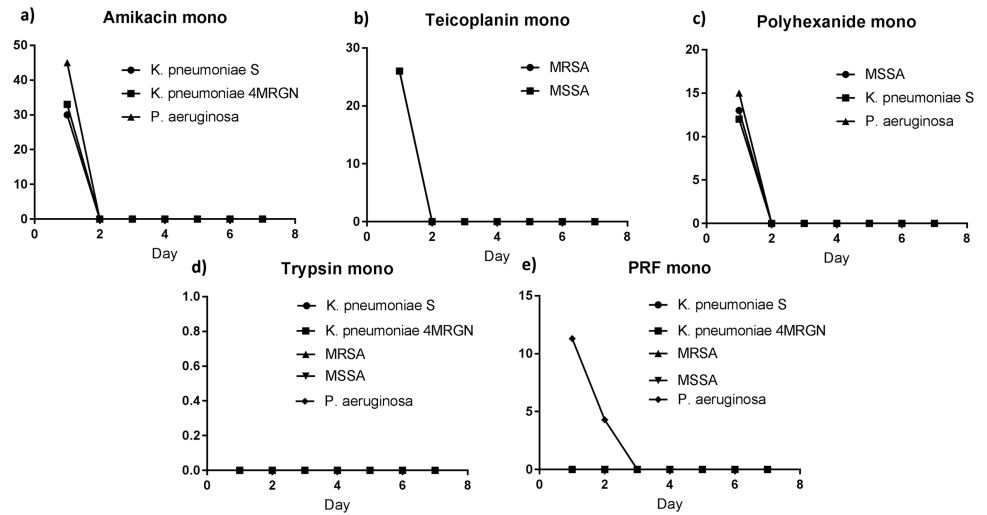 a)
Amikacin mono
50
40
30
20
10
0
0
2
4
6
8
Day
K. pneumoniae S
K. pneumoniae 4MRGN
P. aeruginosa
b)
Teicoplanin mono
30
20
10
0
0
2
4
6
8
Day
MRSA
MSSA
c)
Polyhexanide mono
20
15
10
5
0
0
2
4
6
8
Day
MSSA
K. pneumoniae S
P. aeruginosa
d)
Trypsin mono
1.0
0.8
0.6
0.4
0.2
0.0
0
2
4
6
8
Day
K. pneumoniae S
K. pneumoniae 4MRGN
MRSA
MSSA
P. aeruginosa
e)
PRF mono
15
10
5
0
0
2
4
6
8
Day
K. pneumoniae S
K. pneumoniae 4MRGN
MRSA
MSSA
P. aeruginosa